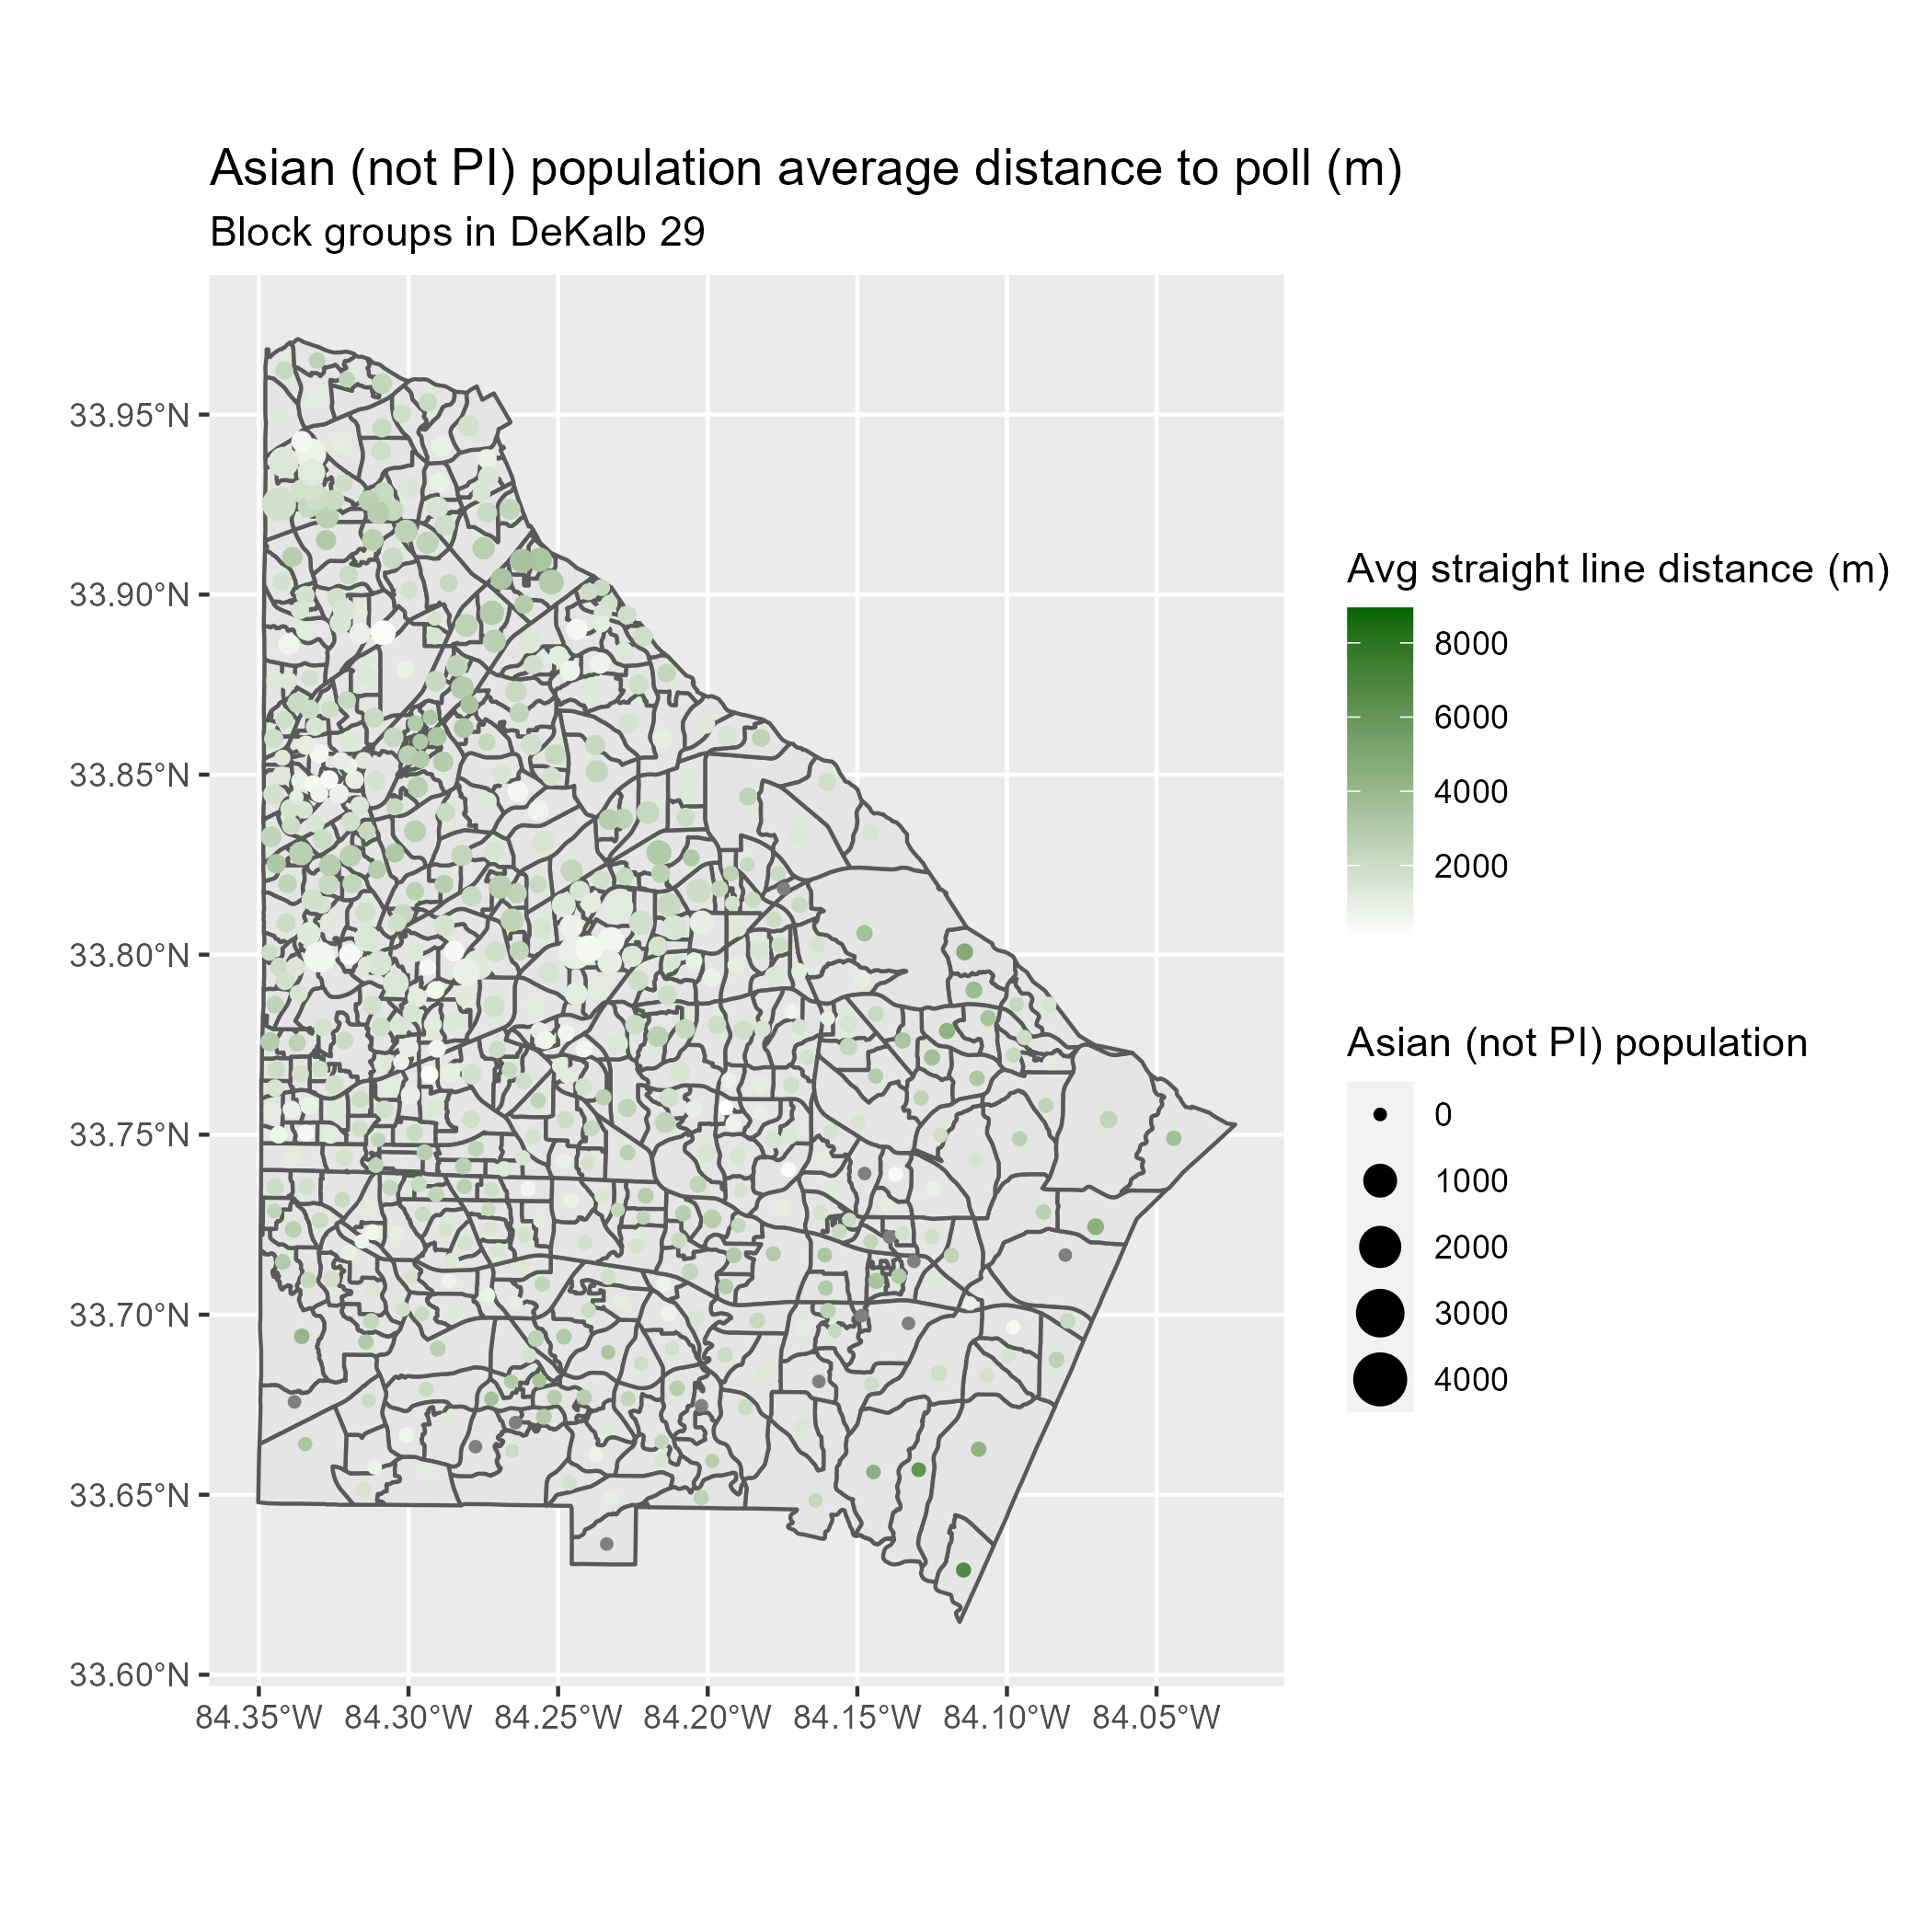 Asian (not PI) population average distance to poll (m)
Block groups in DeKalb 29
33.95°N
33.90°N
33.85°N
33.80°N
33.75°N
33.70°N
33.65°N
33.60°N
84.35°W 84.30°W 84.25°W 84.20°W 84.15°W 84.10°W 84.05°W
Avg straight line distance (m)
8000
6000
4000
2000
Asian (not PI) population
0
1000
2000
3000
4000